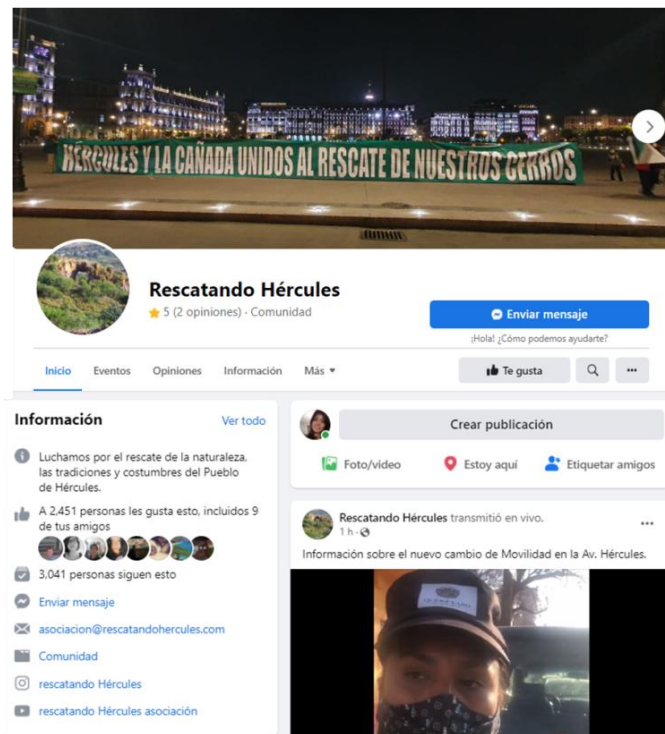 HÉRCULES Y LA CAÑADA UNIDOS AL RESCATE DE NUESTROS CERROS
Rescatando Hércules
5 (2 opiniones) · Comunidad
Enviar mensaje
¡Hola! ¿Cómo podemos ayudarte?
Inicio
Eventos
Opiniones
Información
Más
Te gusta
Información
Ver todo
Luchamos por el rescate de la naturaleza,
las tradiciones y costumbres del Pueblo
de Hércules.
A 2,451 personas les gusta esto, incluidos 9
de tus amigos
3,041 personas siguen esto
Enviar mensaje
asociacion@rescatandohercules.com
Comunidad
rescatando Hércules
rescatando Hércules asociación
Crear publicación
Foto/video
Estoy aquí
Etiquetar amigos
Rescatando Hércules transmitió en vivo.
1 h ·
Información sobre el nuevo cambio de Movilidad en la Av. Hércules.